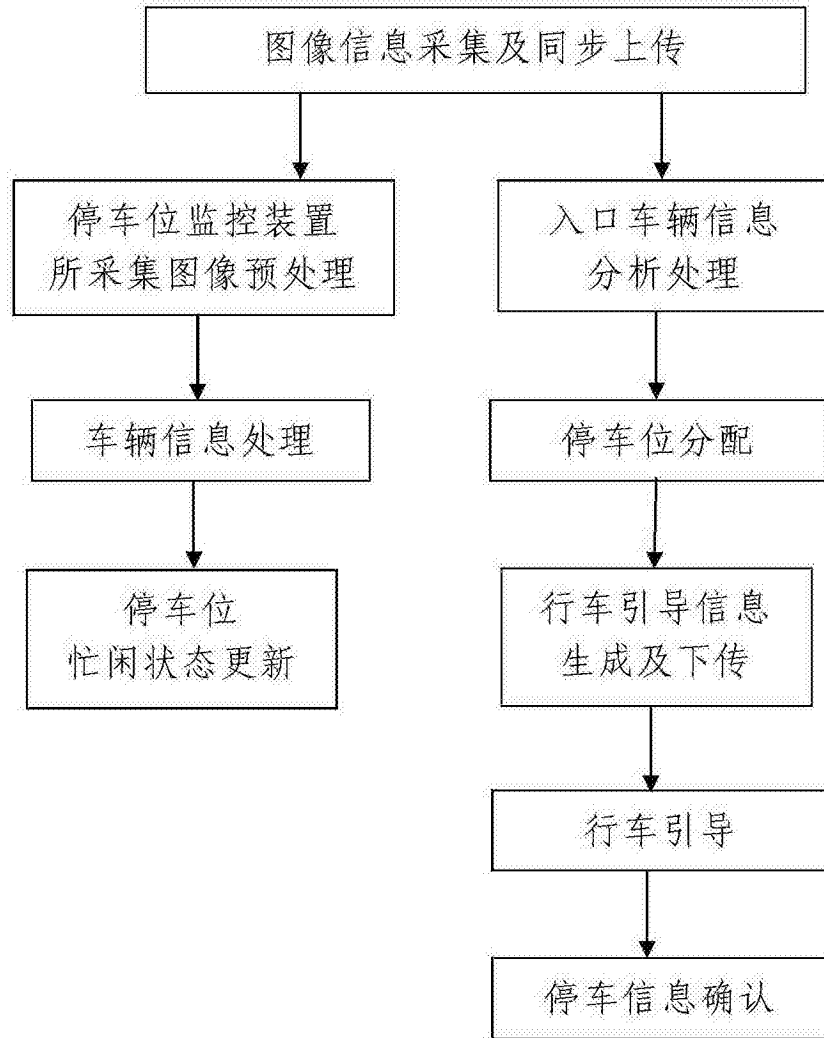 图像信息采集及同步上传
停车位监控装置
所采集图像预处理
车辆信息处理
停车位
忙闲状态更新
入口车辆信息
分析处理
停车位分配
行车引导信息
生成及下传
行车引导
停车信息确认